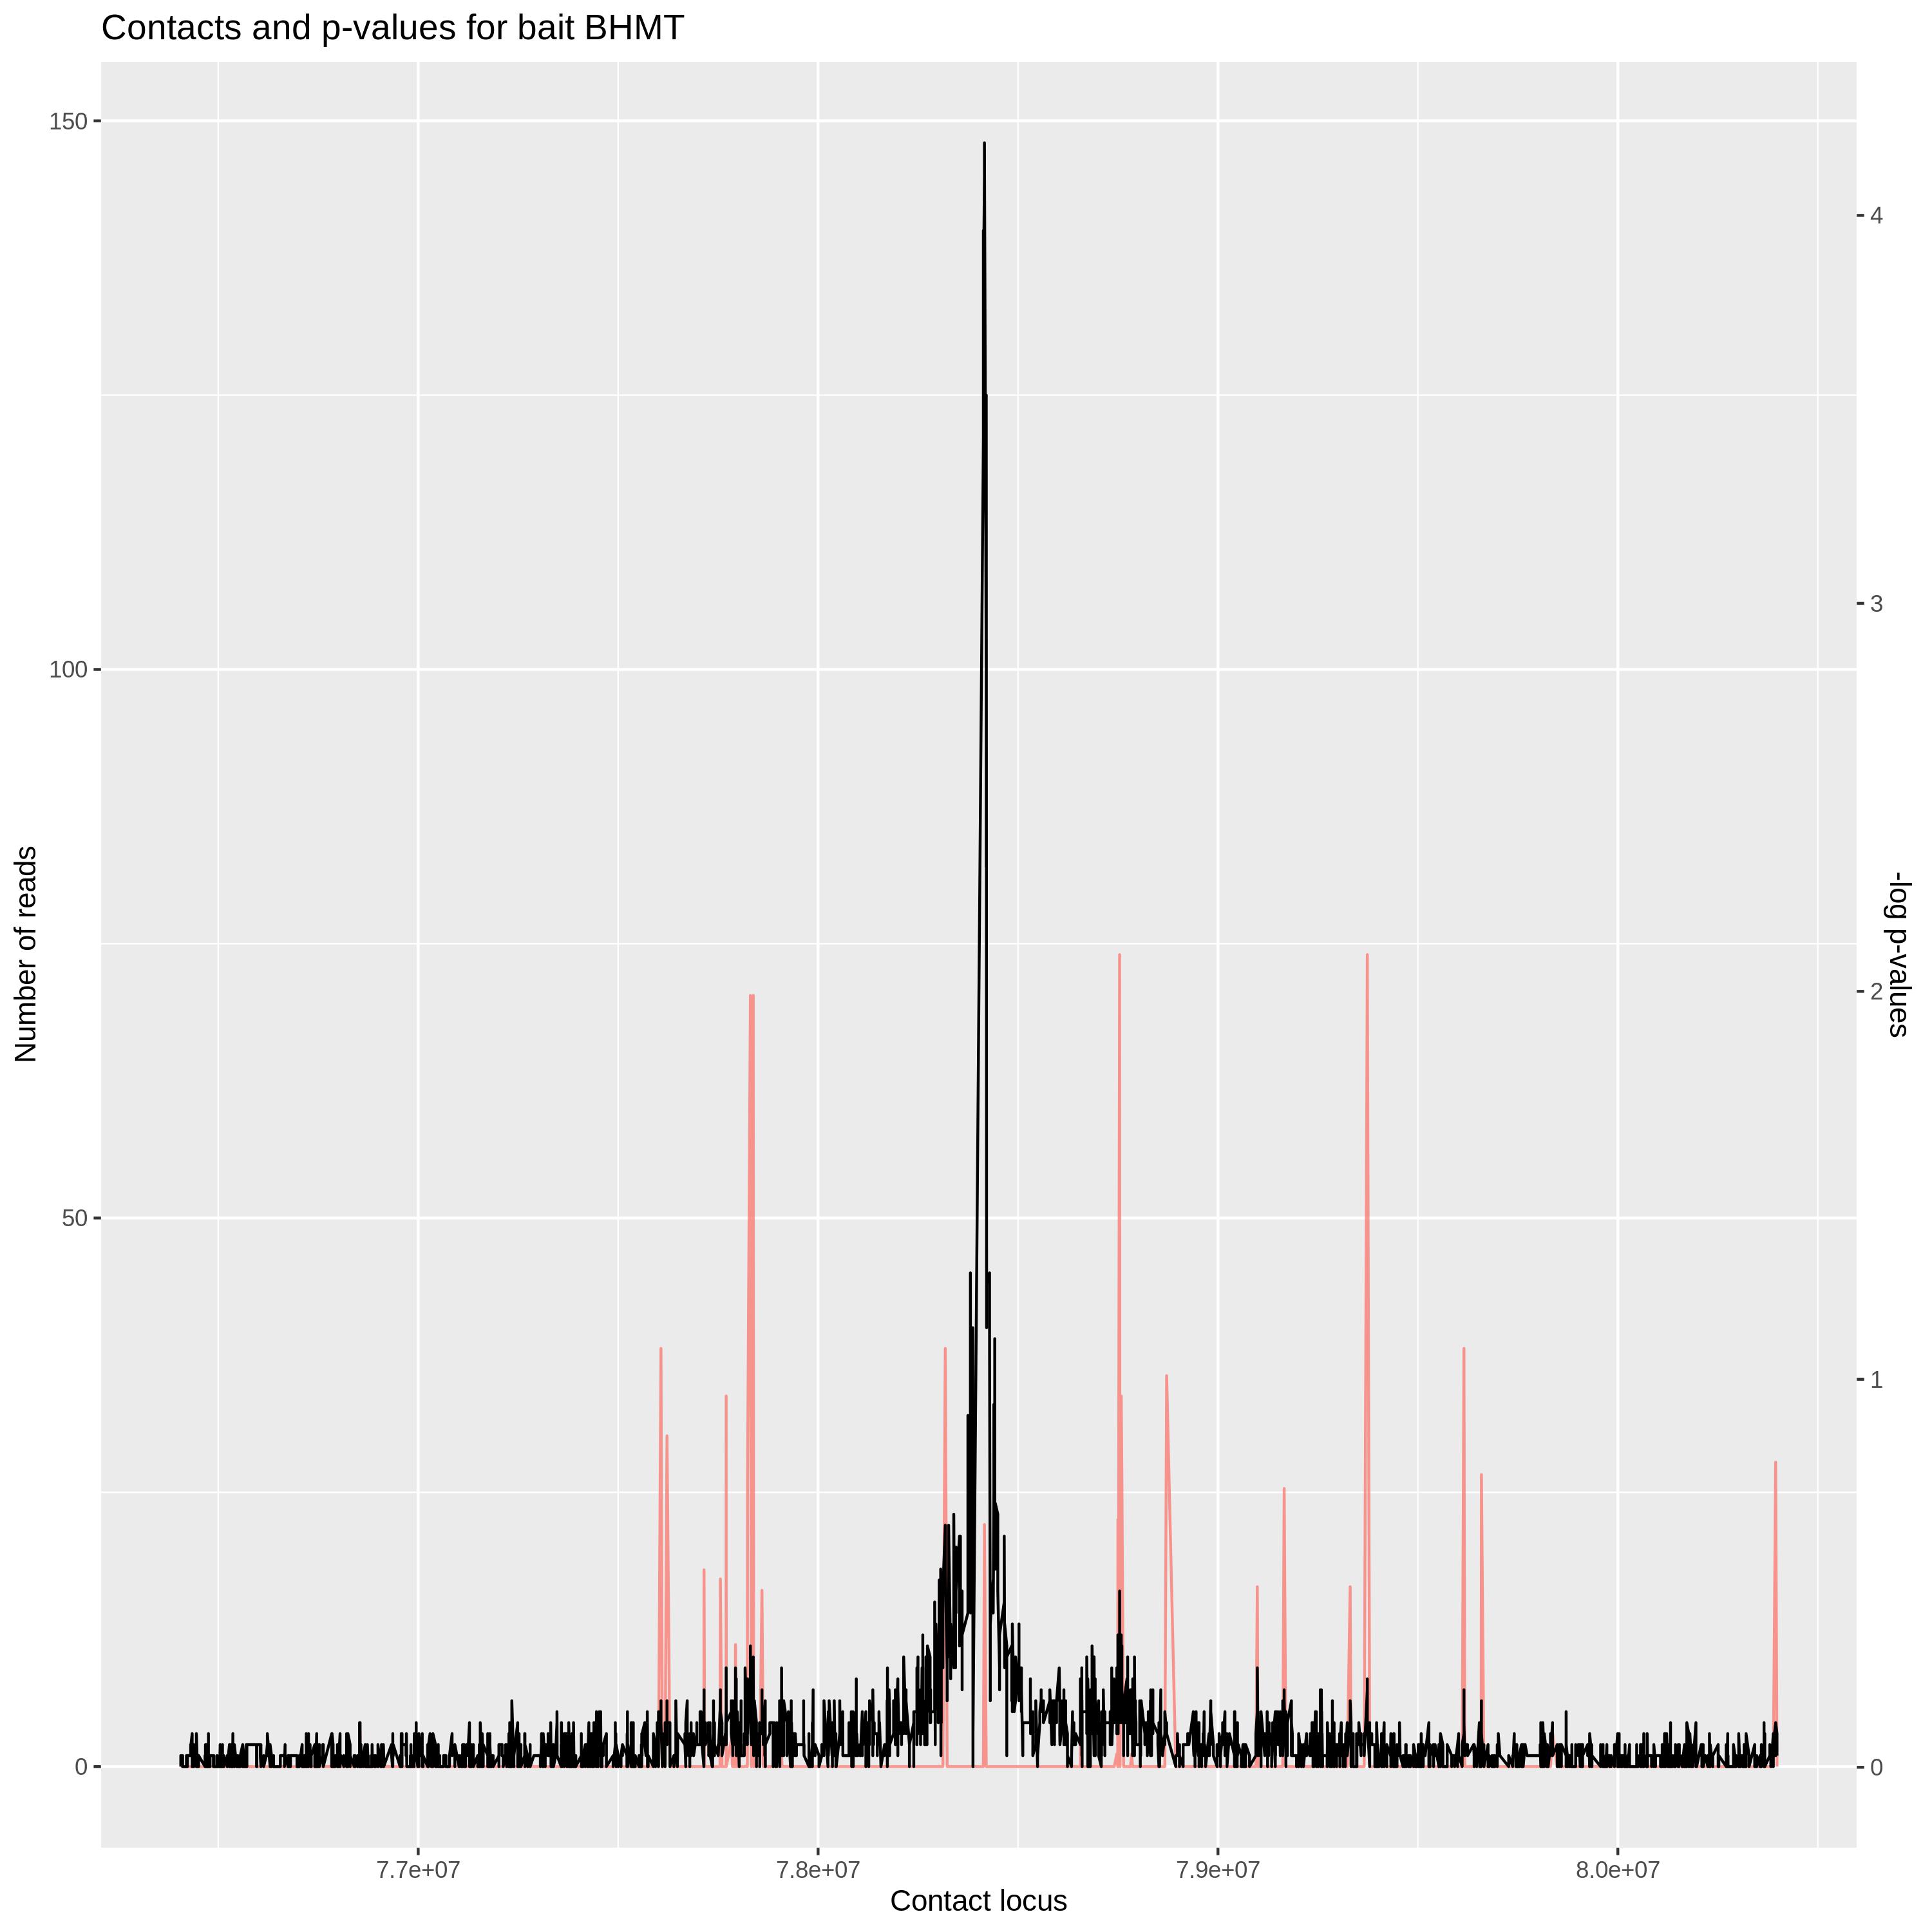 Contacts and p-values for bait BHMT
150
100
50
0
Number of reads
4
3
2
1
0
-log p-values
7.7e+07
7.8e+07
7.9e+07
8.0e+07
Contact locus